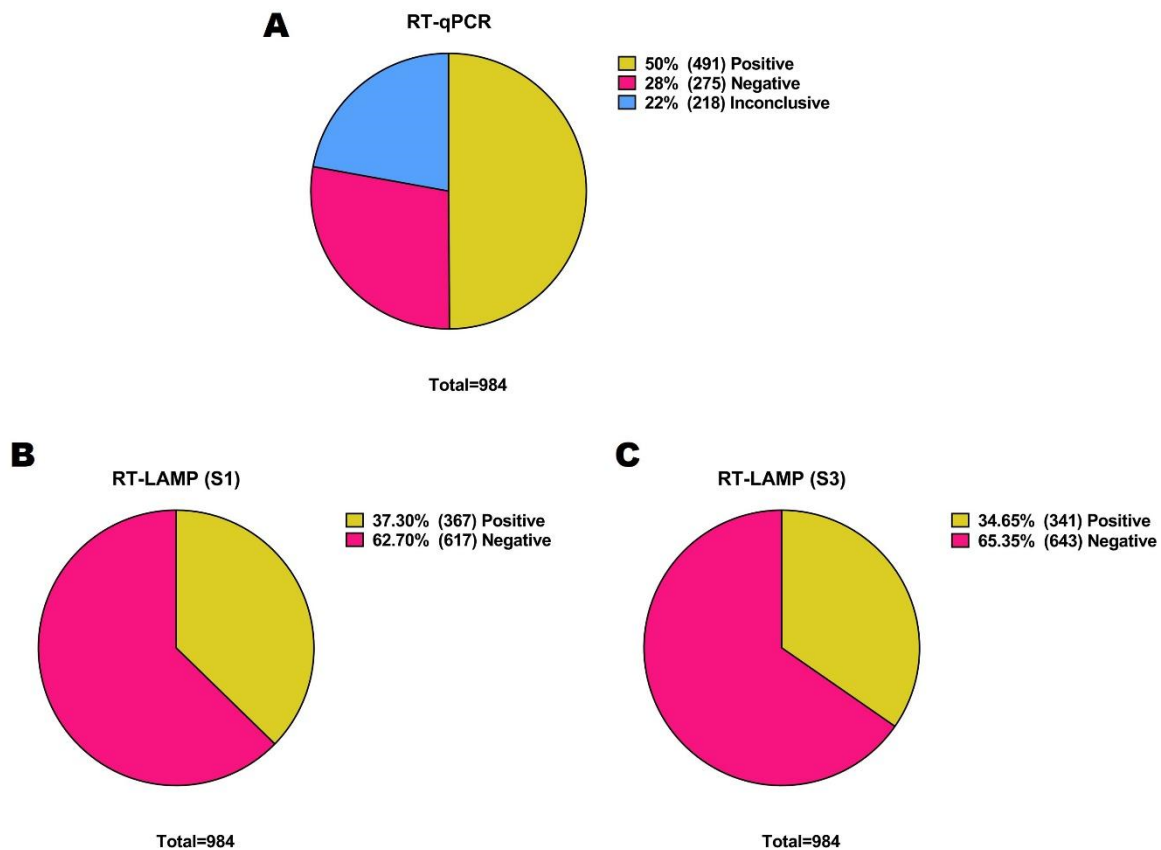 A
RT-qPCR
50% (491) Positive
28% (275) Negative
22% (218) Inconclusive
Total=984
B
RT-LAMP (S1)
37.30% (367) Positive
62.70% (617) Negative
Total=984
C
RT-LAMP (S3)
34.65% (341) Positive
65.35% (643) Negative
Total=984